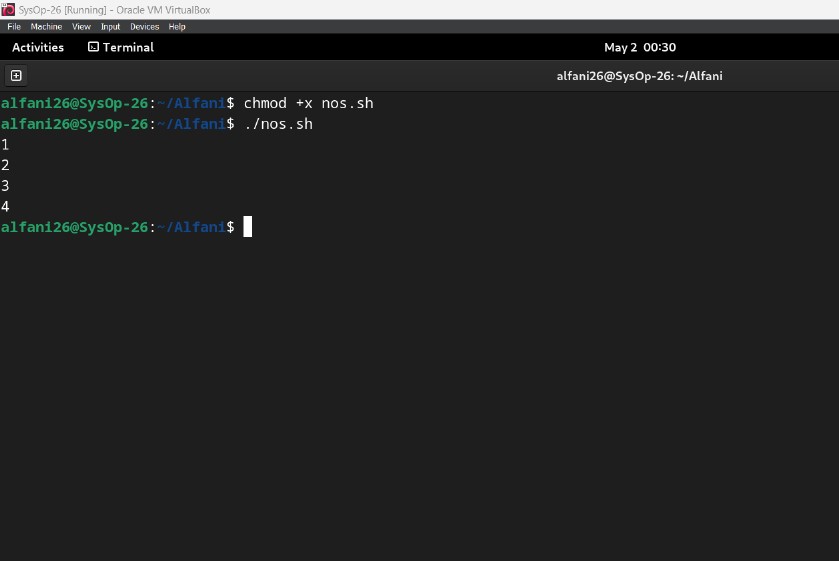 SysOp-26 [Running] - Oracle VM VirtualBox
File Machine View Input Devices Help
Activities Terminal May 2 00:30
alfani26@SysOp-26: ~/Alfani
alfani26@SysOp-26:~/Alfani$ chmod +x nos.sh
alfani26@SysOp-26:~/Alfani$ ./nos.sh
1
2
3
4
alfani26@SysOp-26:~/Alfani$